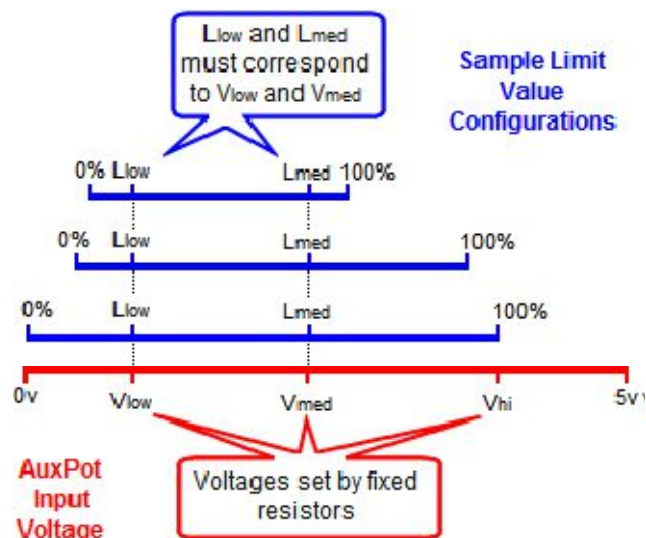 Llow and Lmed
must correspond
to Vlow and Vmed
Sample Limit
Value
Configurations
0% Llow Lmed 100%
0% Llow Lmed 100%
0% Llow Lmed 100%
0v Vlow Vmed Vhi 5v
AuxPot
Input
Voltage
Voltages set by fixed
resistors